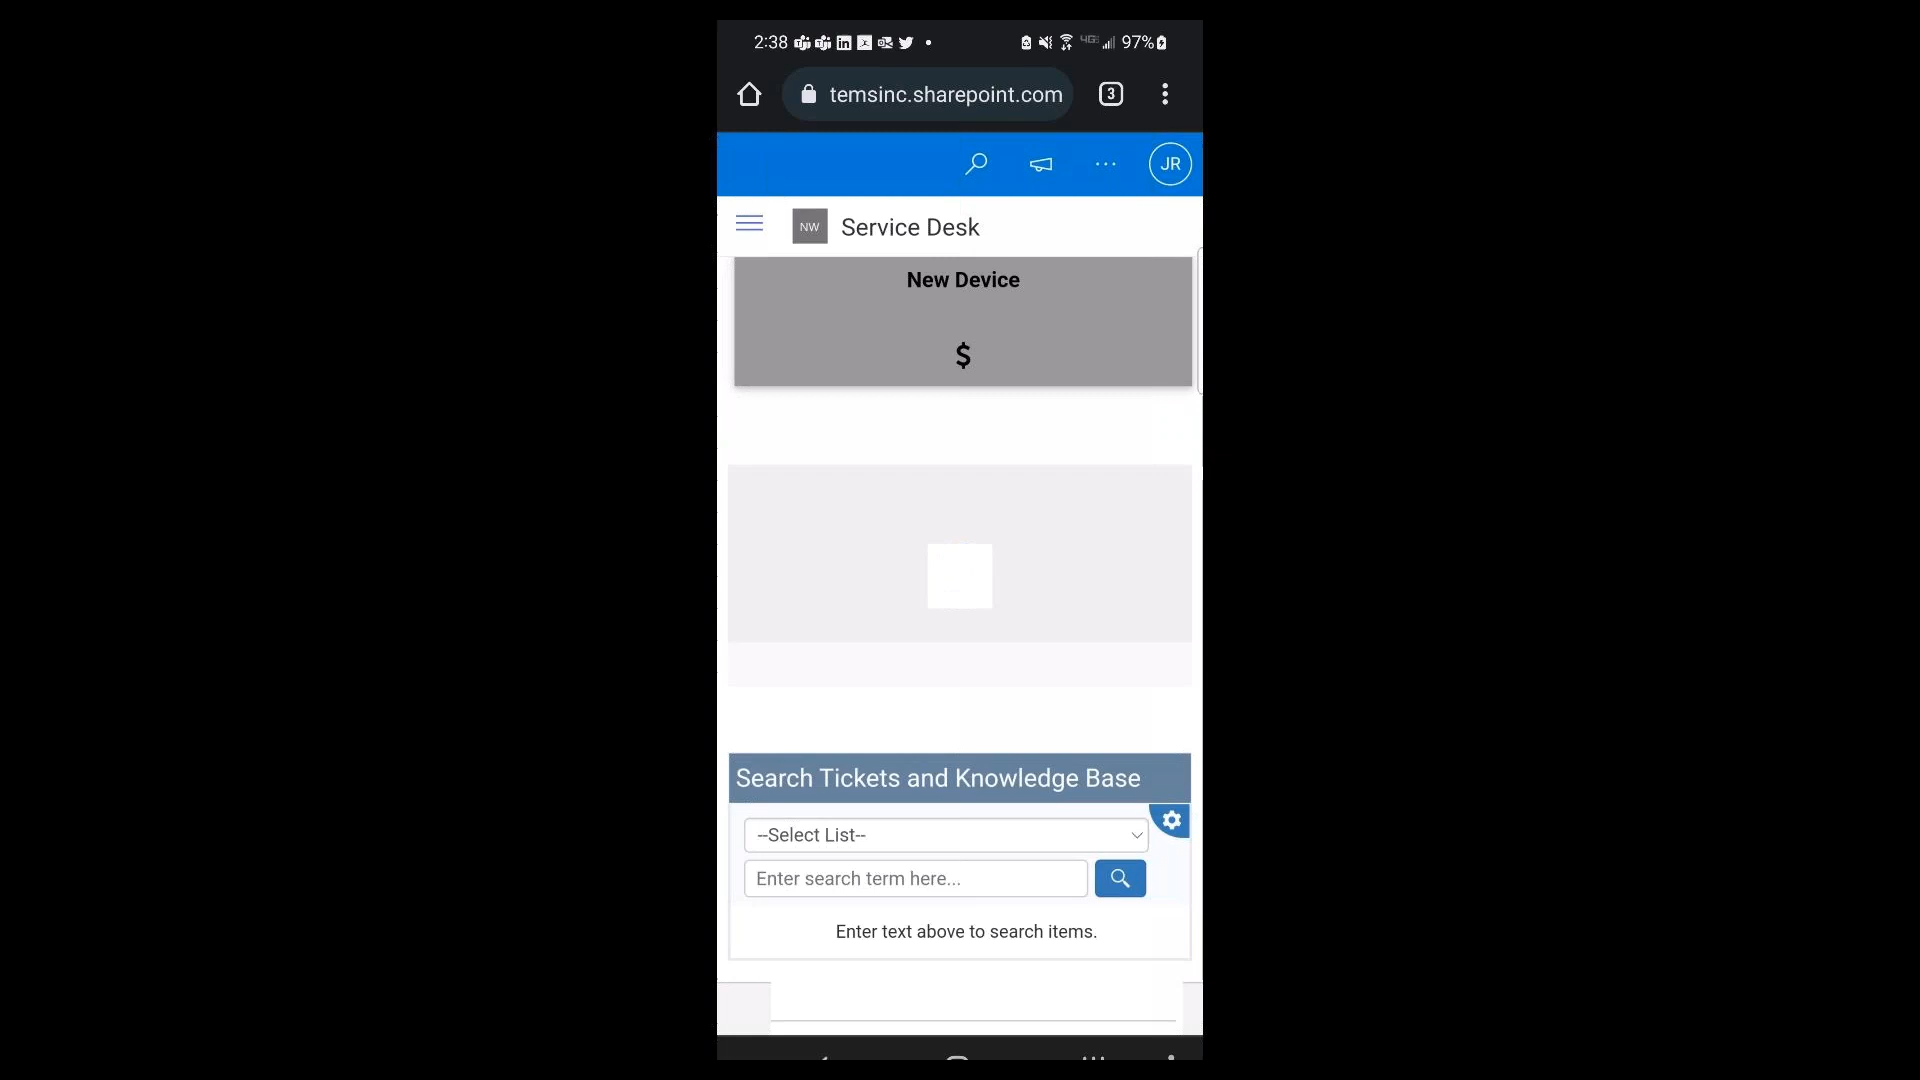 2:38 97%
temsinc.sharepoint.com 3
JR
NW Service Desk
New Device
$
Search Tickets and Knowledge Base
--Select List--
Enter search term here...
Enter text above to search items.